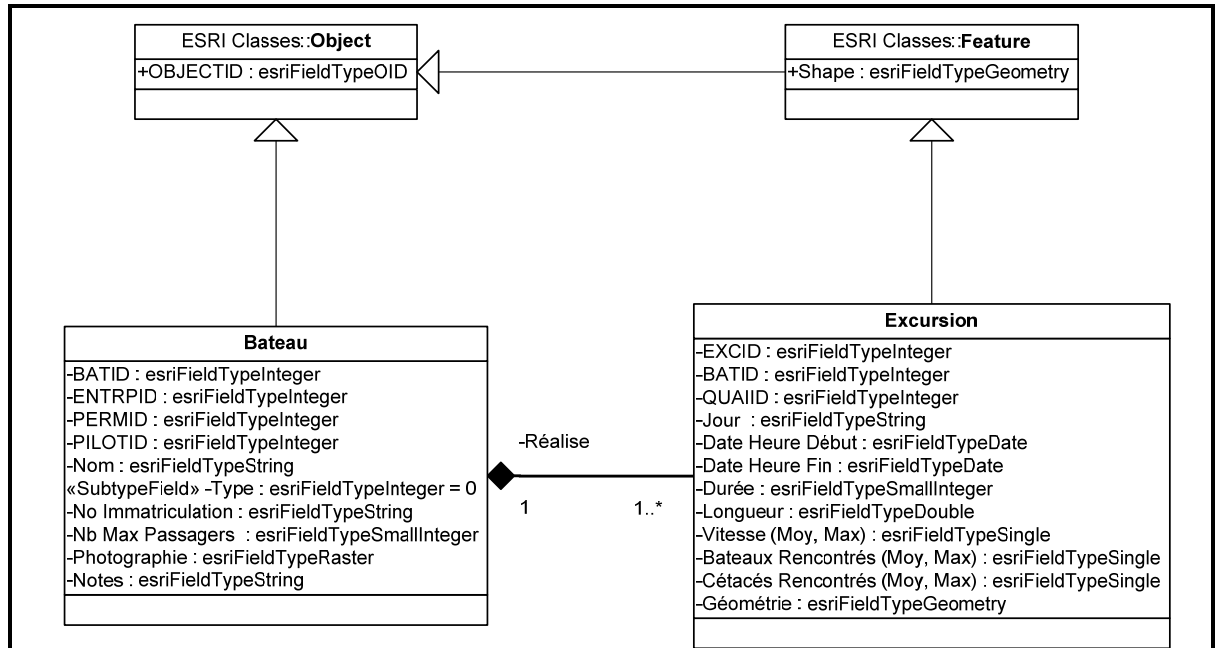 ESRI Classes::Object
+OBJECTID : esriFieldTypeOID
ESRI Classes::Feature
+Shape : esriFieldTypeGeometry
Bateau
-BATID : esriFieldTypeInteger
-ENTRPID : esriFieldTypeInteger
-PERMID : esriFieldTypeInteger
-PILOTID : esriFieldTypeInteger
-Nom : esriFieldTypeString
«SubtypeField» -Type : esriFieldTypeInteger = 0
-No Immatriculation : esriFieldTypeString
-Nb Max Passagers : esriFieldTypeSmallInteger
-Photographie : esriFieldTypeRaster
-Notes : esriFieldTypeString
-Réalise
1
1..*
Excursion
-EXCID : esriFieldTypeInteger
-BATID : esriFieldTypeInteger
-QUAIID : esriFieldTypeInteger
-Jour : esriFieldTypeString
-Date Heure Début : esriFieldTypeDate
-Date Heure Fin : esriFieldTypeDate
-Durée : esriFieldTypeSmallInteger
-Longueur : esriFieldTypeDouble
-Vitesse (Moy, Max) : esriFieldTypeSingle
-Bateaux Rencontrés (Moy, Max) : esriFieldTypeSingle
-Cétacés Rencontrés (Moy, Max) : esriFieldTypeSingle
-Géométrie : esriFieldTypeGeometry